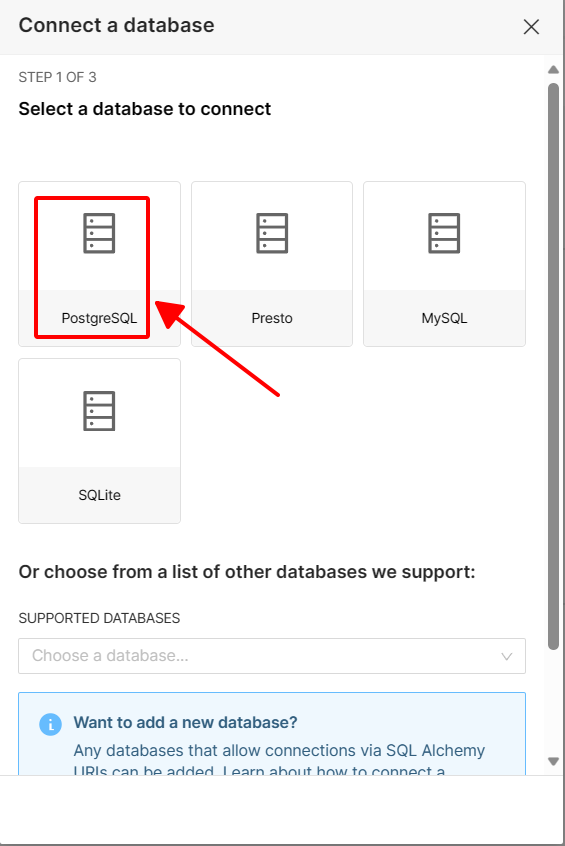 Connect a database
STEP 1 OF 3
Select a database to connect
PostgreSQL
Presto
MySQL
SQLite
Or choose from a list of other databases we support:
SUPPORTED DATABASES
Choose a database...
Want to add a new database?
Any databases that allow connections via SQL Alchemy
URIs can be added. Learn about how to connect a